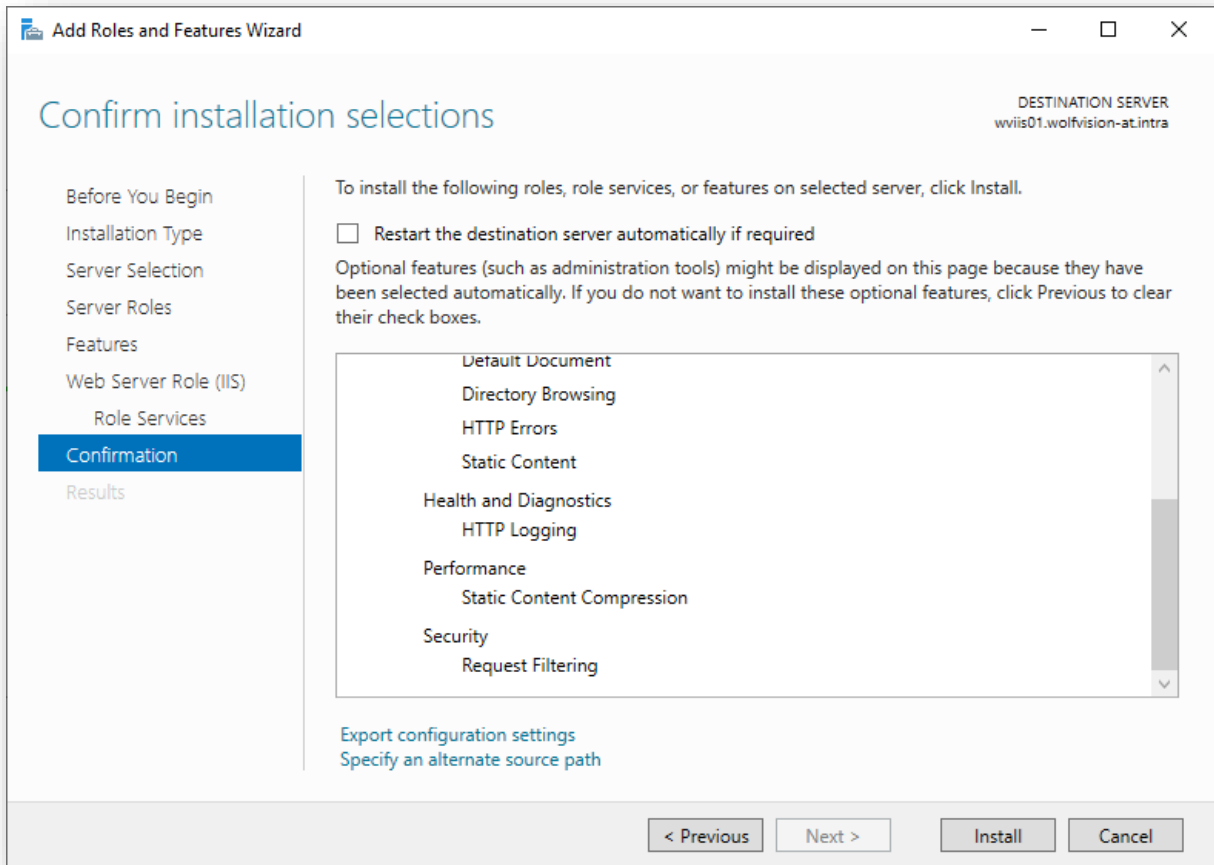 Add Roles and Features Wizard
Confirm installation selections
DESTINATION SERVER
wviis01.wolfvision-at.intra
Before You Begin
Installation Type
Server Selection
Server Roles
Features
Web Server Role (IIS)
Role Services
Confirmation
Results
To install the following roles, role services, or features on selected server, click Install.
Restart the destination server automatically if required
Optional features (such as administration tools) might be displayed on this page because they have
been selected automatically. If you do not want to install these optional features, click Previous to clear
their check boxes.
Default Document
Directory Browsing
HTTP Errors
Static Content
Health and Diagnostics
HTTP Logging
Performance
Static Content Compression
Security
Request Filtering
Export configuration settings
Specify an alternate source path
< Previous
Next >
Install
Cancel